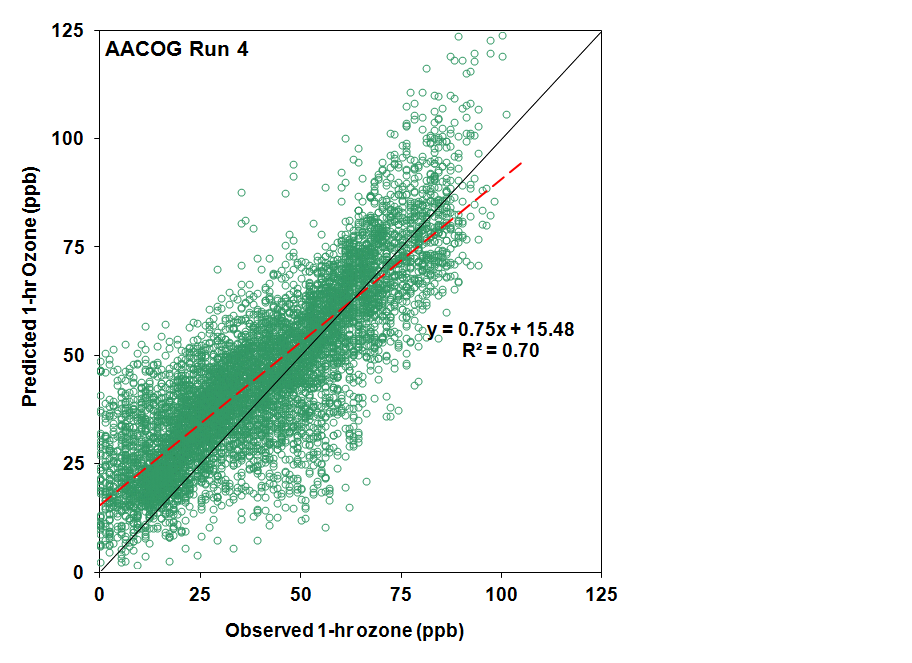 AACOG Run 4
125
100
75
50
25
0
Predicted 1-hr Ozone (ppb)
y = 0.75x + 15.48
R² = 0.70
0 25 50 75 100 125
Observed 1-hr ozone (ppb)